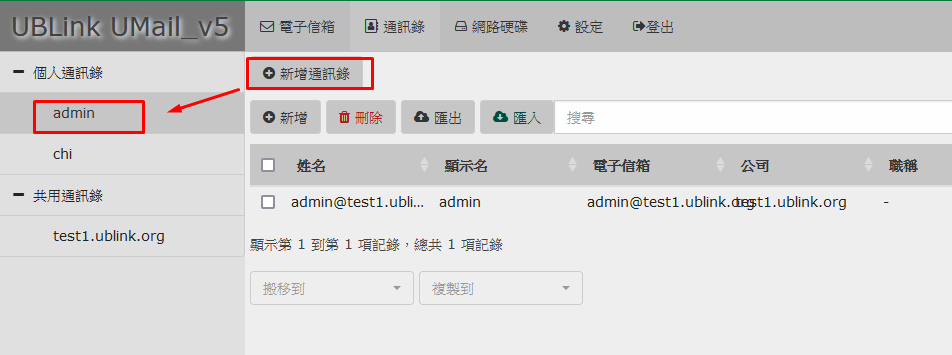 UBLink UMail_v5
電子信箱 通訊錄 網路硬碟 設定 登出
個人通訊錄
admin
chi
共用通訊錄
test1.ublink.org
新增通訊錄
新增 刪除 匯出 匯入 搜尋
姓名 顯示名 電子信箱 公司 職稱
admin@test1.ubli... admin admin@test1.ublink.org test1.ublink.org -
顯示第 1 到第 1 項記錄，總共 1 項記錄
搬移到 複製到